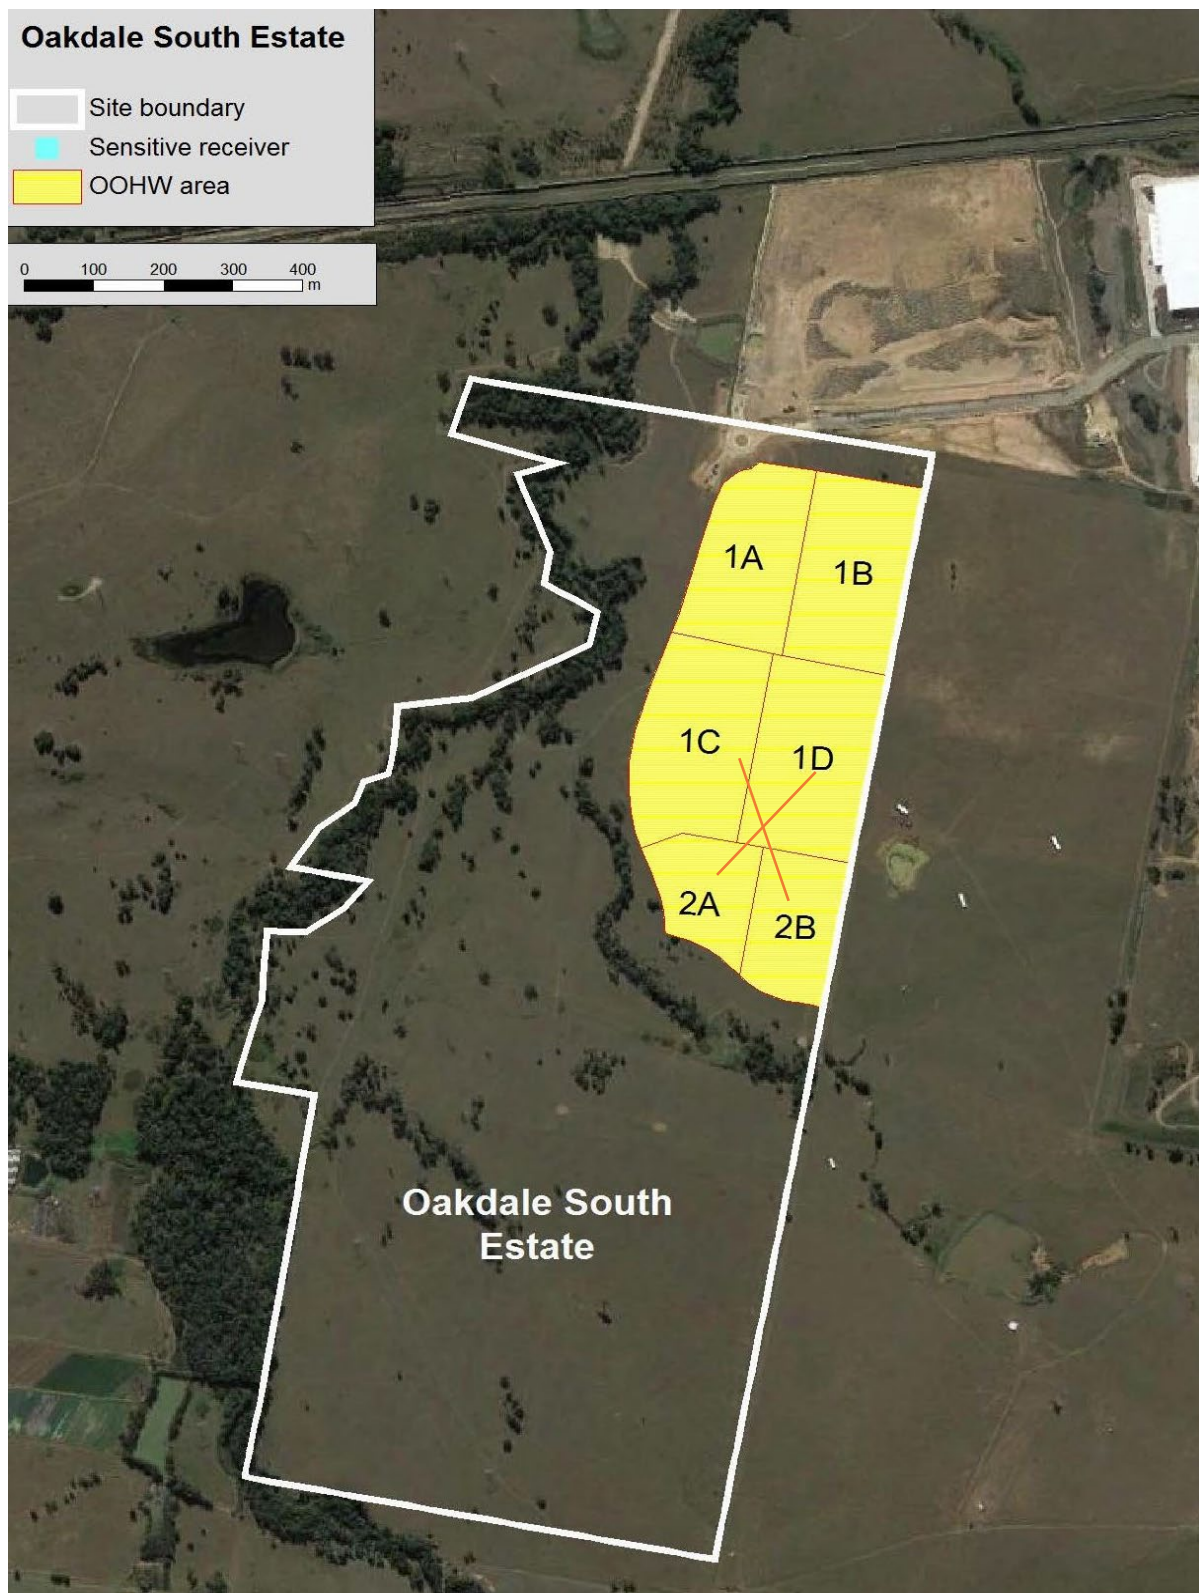 Oakdale South Estate
Site boundary
Sensitive receiver
OOHW area
0 100 200 300 400
m
1A
1B
1C
1D
2A
2B
Oakdale South
Estate